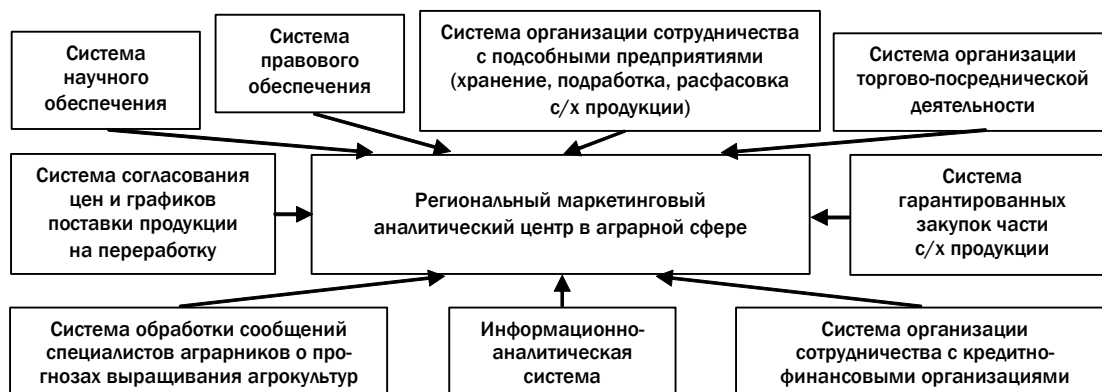 Система
научного
обеспечения
Система
правового
обеспечения
Система организации сотрудничества
с подсобными предприятиями
(хранение, подработка, расфасовка
с/х продукции)
Система организации
торгово-посреднической
деятельности
Система согласования
цен и графиков
поставки продукции
на переработку
Региональный маркетинговый
аналитический центр в аграрной сфере
Система
гарантированных
закупок части
с/х продукции
Система обработки сообщений
специалистов аграрников о про-
гнозах выращивания агрокультур
Информационно-
аналитическая
система
Система организации
сотрудничества с кредитно-
финансовыми организациями